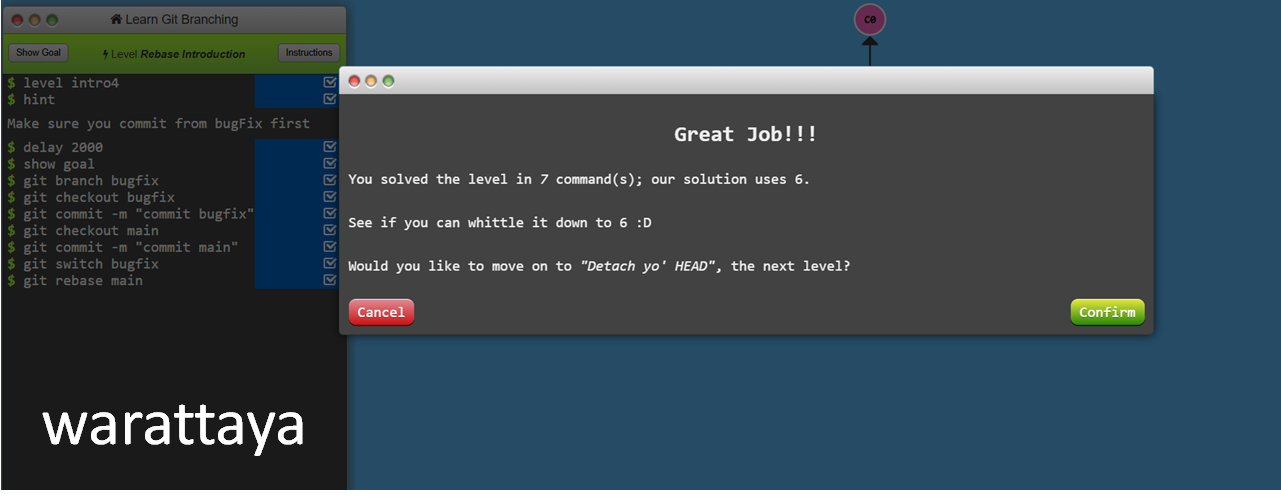 Learn Git Branching
Show Goal
Level Rebase Introduction
Instructions
$ level intro4
$ hint
Make sure you commit from bugFix first
$ delay 2000
$ show goal
$ git branch bugfix
$ git checkout bugfix
$ git commit -m "commit bugfix"
$ git checkout main
$ git commit -m "commit main"
$ git switch bugfix
$ git rebase main
warattaya
C0
Great Job!!!
You solved the level in 7 command(s); our solution uses 6.
See if you can whittle it down to 6 :D
Would you like to move on to "Detach yo' HEAD", the next level?
Cancel
Confirm